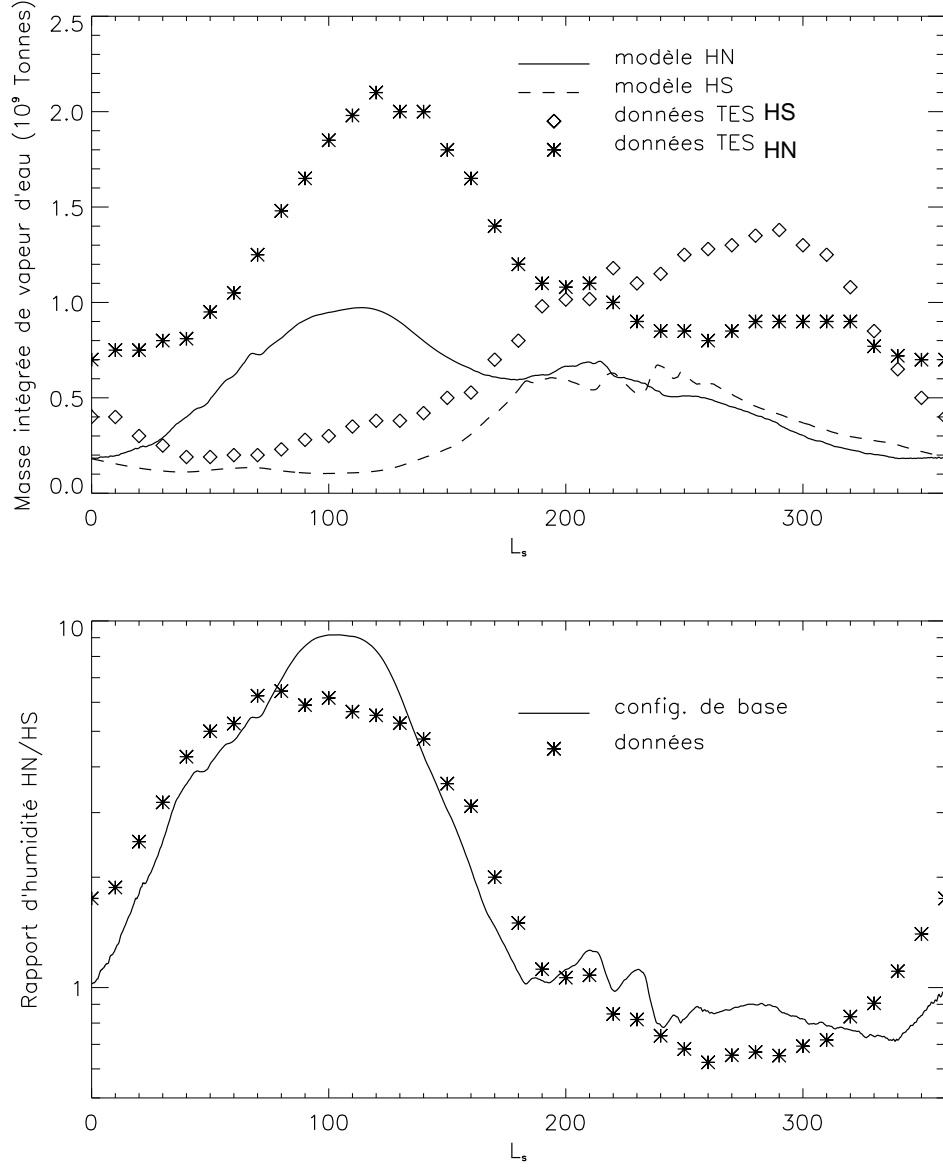 Masse intégrée de vapeur d'eau (10⁹ Tonnes)
2.5
2.0
1.5
1.0
0.5
0.0
modèle HN
modèle HS
données TES HS
données TES HN
0
100
200
300
Lₛ
Rapport d'humidité HN/HS
10
1
config. de base
données
0
100
200
300
Lₛ